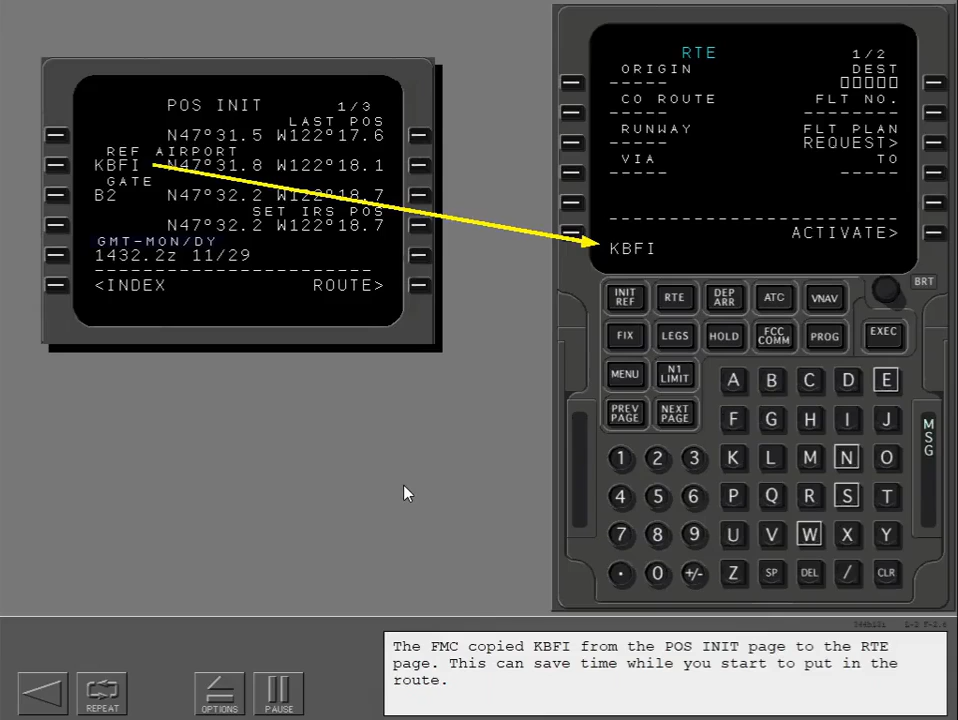 POS INIT 1/3
LAST POS
N47°31.5 W122°17.6
REF AIRPORT
KBFI N47°31.8 W122°18.1
GATE
B2 N47°32.2 W122°18.7
SET IRS POS
N47°32.2 W122°18.7
GMT-MON/DY
1432.2z 11/29
--------------------------
<INDEX ROUTE>
RTE 1/2
ORIGIN DEST
----- □□□□□
CO ROUTE FLT NO.
----- --------
RUNWAY FLT PLAN
----- REQUEST>
VIA TO
----- -----
--------------------------
ACTIVATE>
KBFI
BRT
INIT REF RTE DEP ARR ATC VNAV
FIX LEGS HOLD FCC COMM PROG EXEC
MENU N1 LIMIT
PREV PAGE NEXT PAGE
A B C D E
F G H I J
K L M N O
P Q R S T
U V W X Y
Z SP DEL / CLR
1 2 3
4 5 6
7 8 9
. 0 +/-
MSG
The FMC copied KBFI from the POS INIT page to the RTE
page. This can save time while you start to put in the
route.
REPEAT
OPTIONS
PAUSE